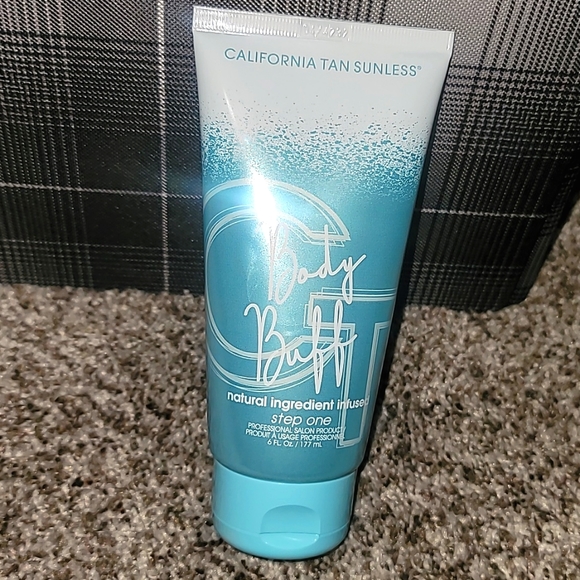 CALIFORNIA TAN SUNLESS®
CT
Body
Buff
natural ingredient infused
step one
PROFESSIONAL SALON PRODUCT /
PRODUIT À USAGE PROFESSIONNEL
6 FL. Oz / 177 mL